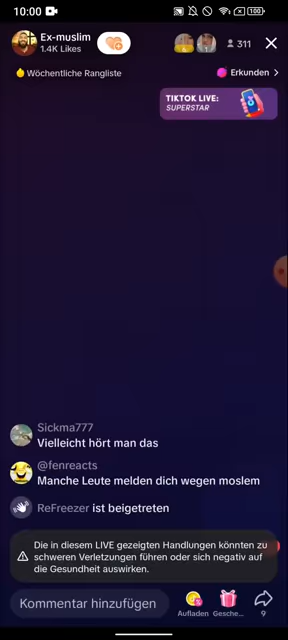 10:00
100
Ex-muslim
1.4K Likes
311
Wöchentliche Rangliste
Erkunden >
TIKTOK LIVE:
SUPERSTAR
Sickma777
Vielleicht hört man das
@fenreacts
Manche Leute melden dich wegen moslem
ReFreezer ist beigetreten
Die in diesem LIVE gezeigten Handlungen könnten zu
schweren Verletzungen führen oder sich negativ auf
die Gesundheit auswirken.
Kommentar hinzufügen
Aufladen
Gesche...
9